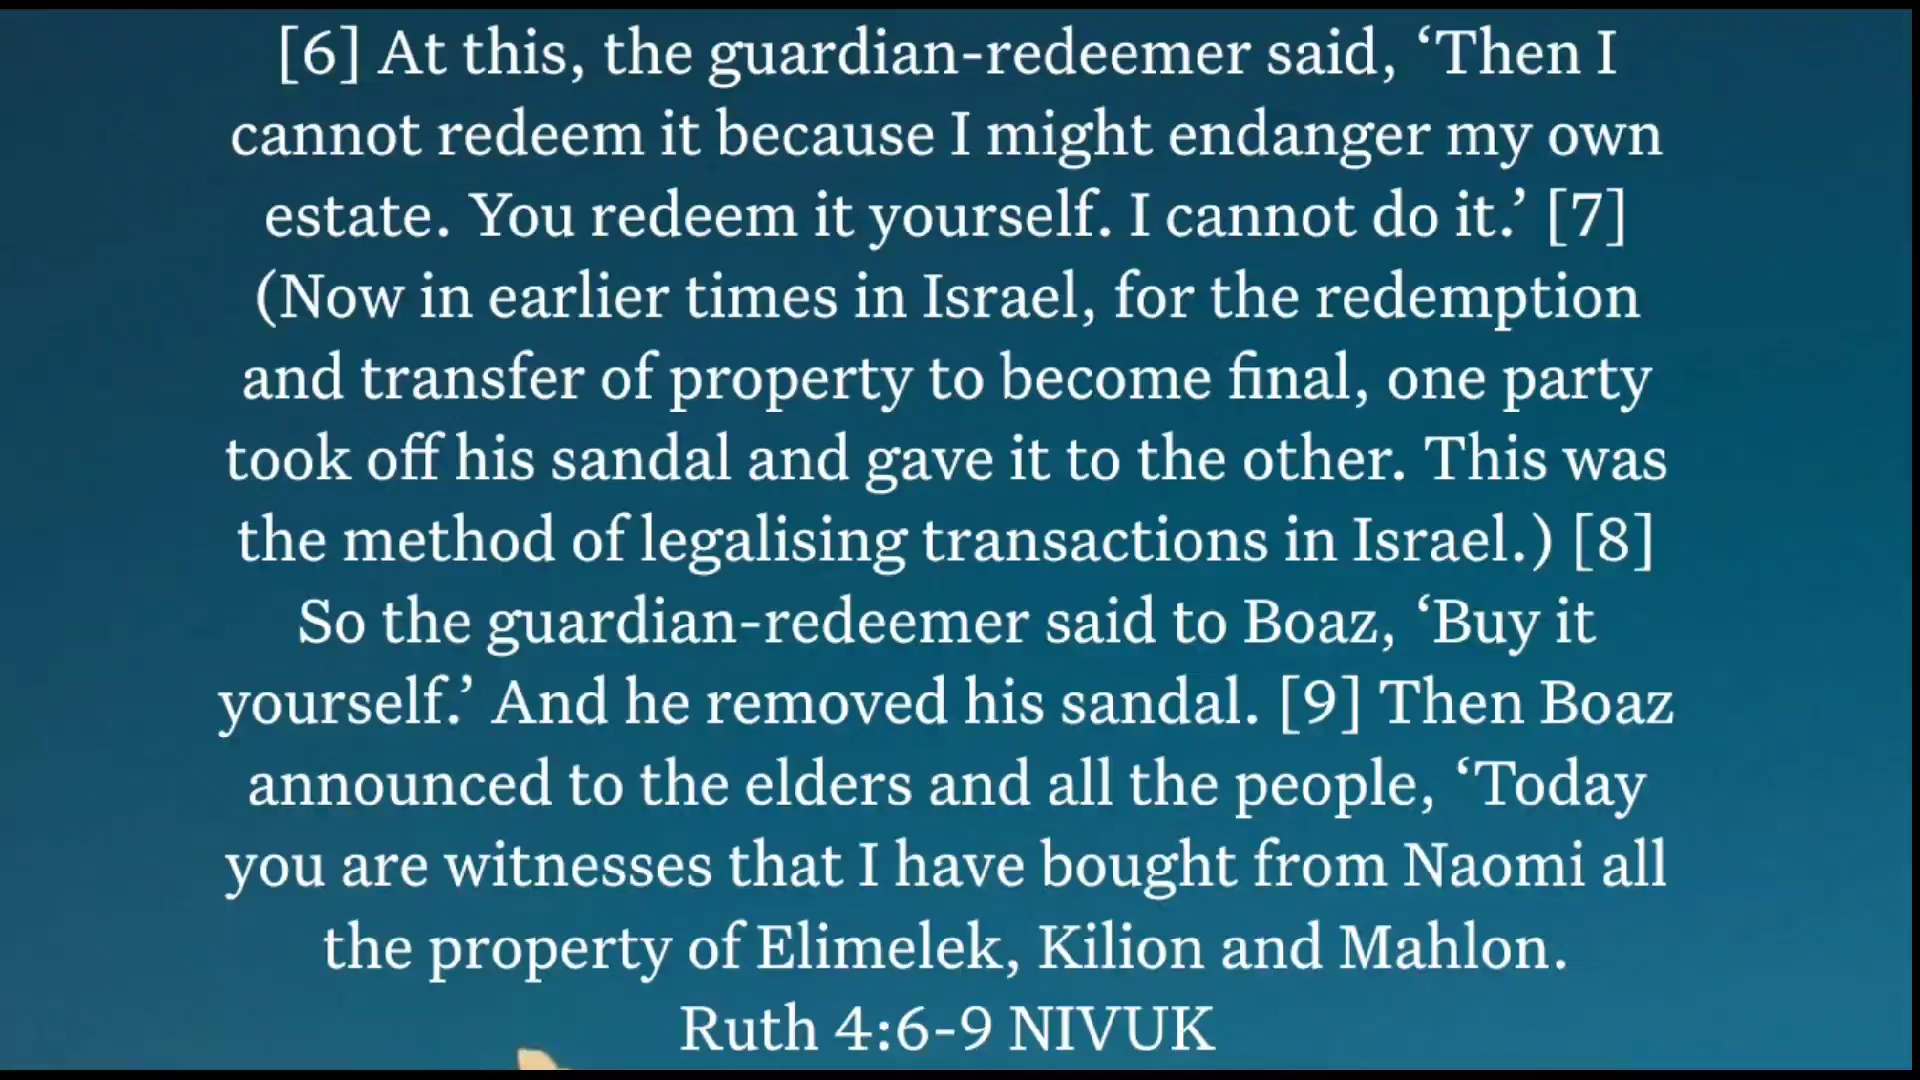 [6] At this, the guardian-redeemer said, ‘Then I
cannot redeem it because I might endanger my own
estate. You redeem it yourself. I cannot do it.’ [7]
(Now in earlier times in Israel, for the redemption
and transfer of property to become final, one party
took off his sandal and gave it to the other. This was
the method of legalising transactions in Israel.) [8]
So the guardian-redeemer said to Boaz, ‘Buy it
yourself.’ And he removed his sandal. [9] Then Boaz
announced to the elders and all the people, ‘Today
you are witnesses that I have bought from Naomi all
the property of Elimelek, Kilion and Mahlon.
Ruth 4:6-9 NIVUK